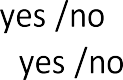 yes /no
yes /no